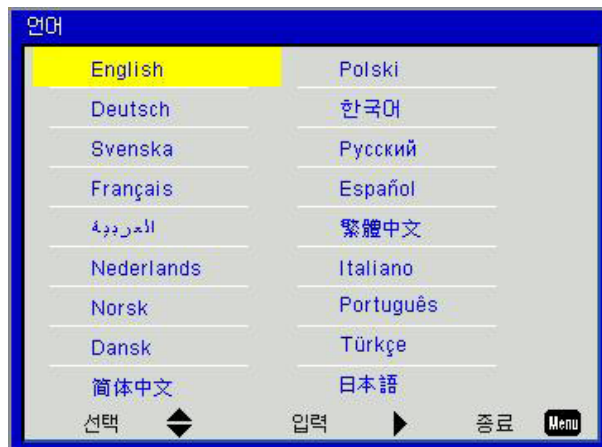 언어
English Polski
Deutsch 한국어
Svenska Русский
Français Español
العربية 繁體中文
Nederlands Italiano
Norsk Português
Dansk Türkçe
简体中文 日本語
선택 입력 종료 Menu